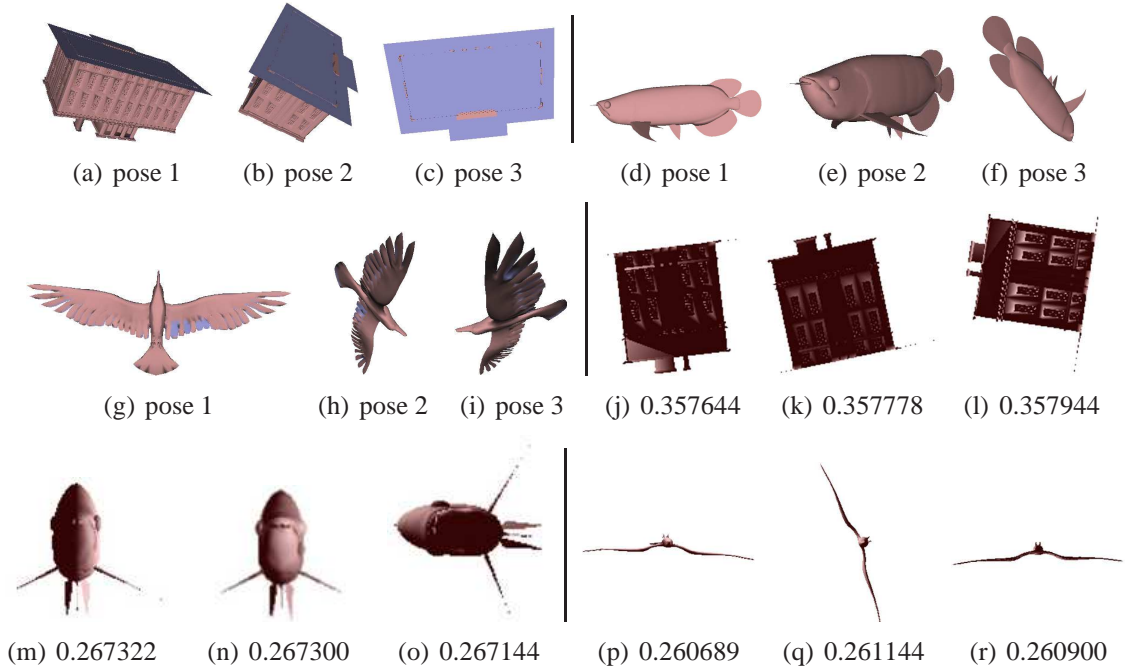 (a) pose 1 (b) pose 2 (c) pose 3 (d) pose 1 (e) pose 2 (f) pose 3
(g) pose 1 (h) pose 2 (i) pose 3 (j) 0.357644 (k) 0.357778 (l) 0.357944
(m) 0.267322 (n) 0.267300 (o) 0.267144 (p) 0.260689 (q) 0.261144 (r) 0.260900